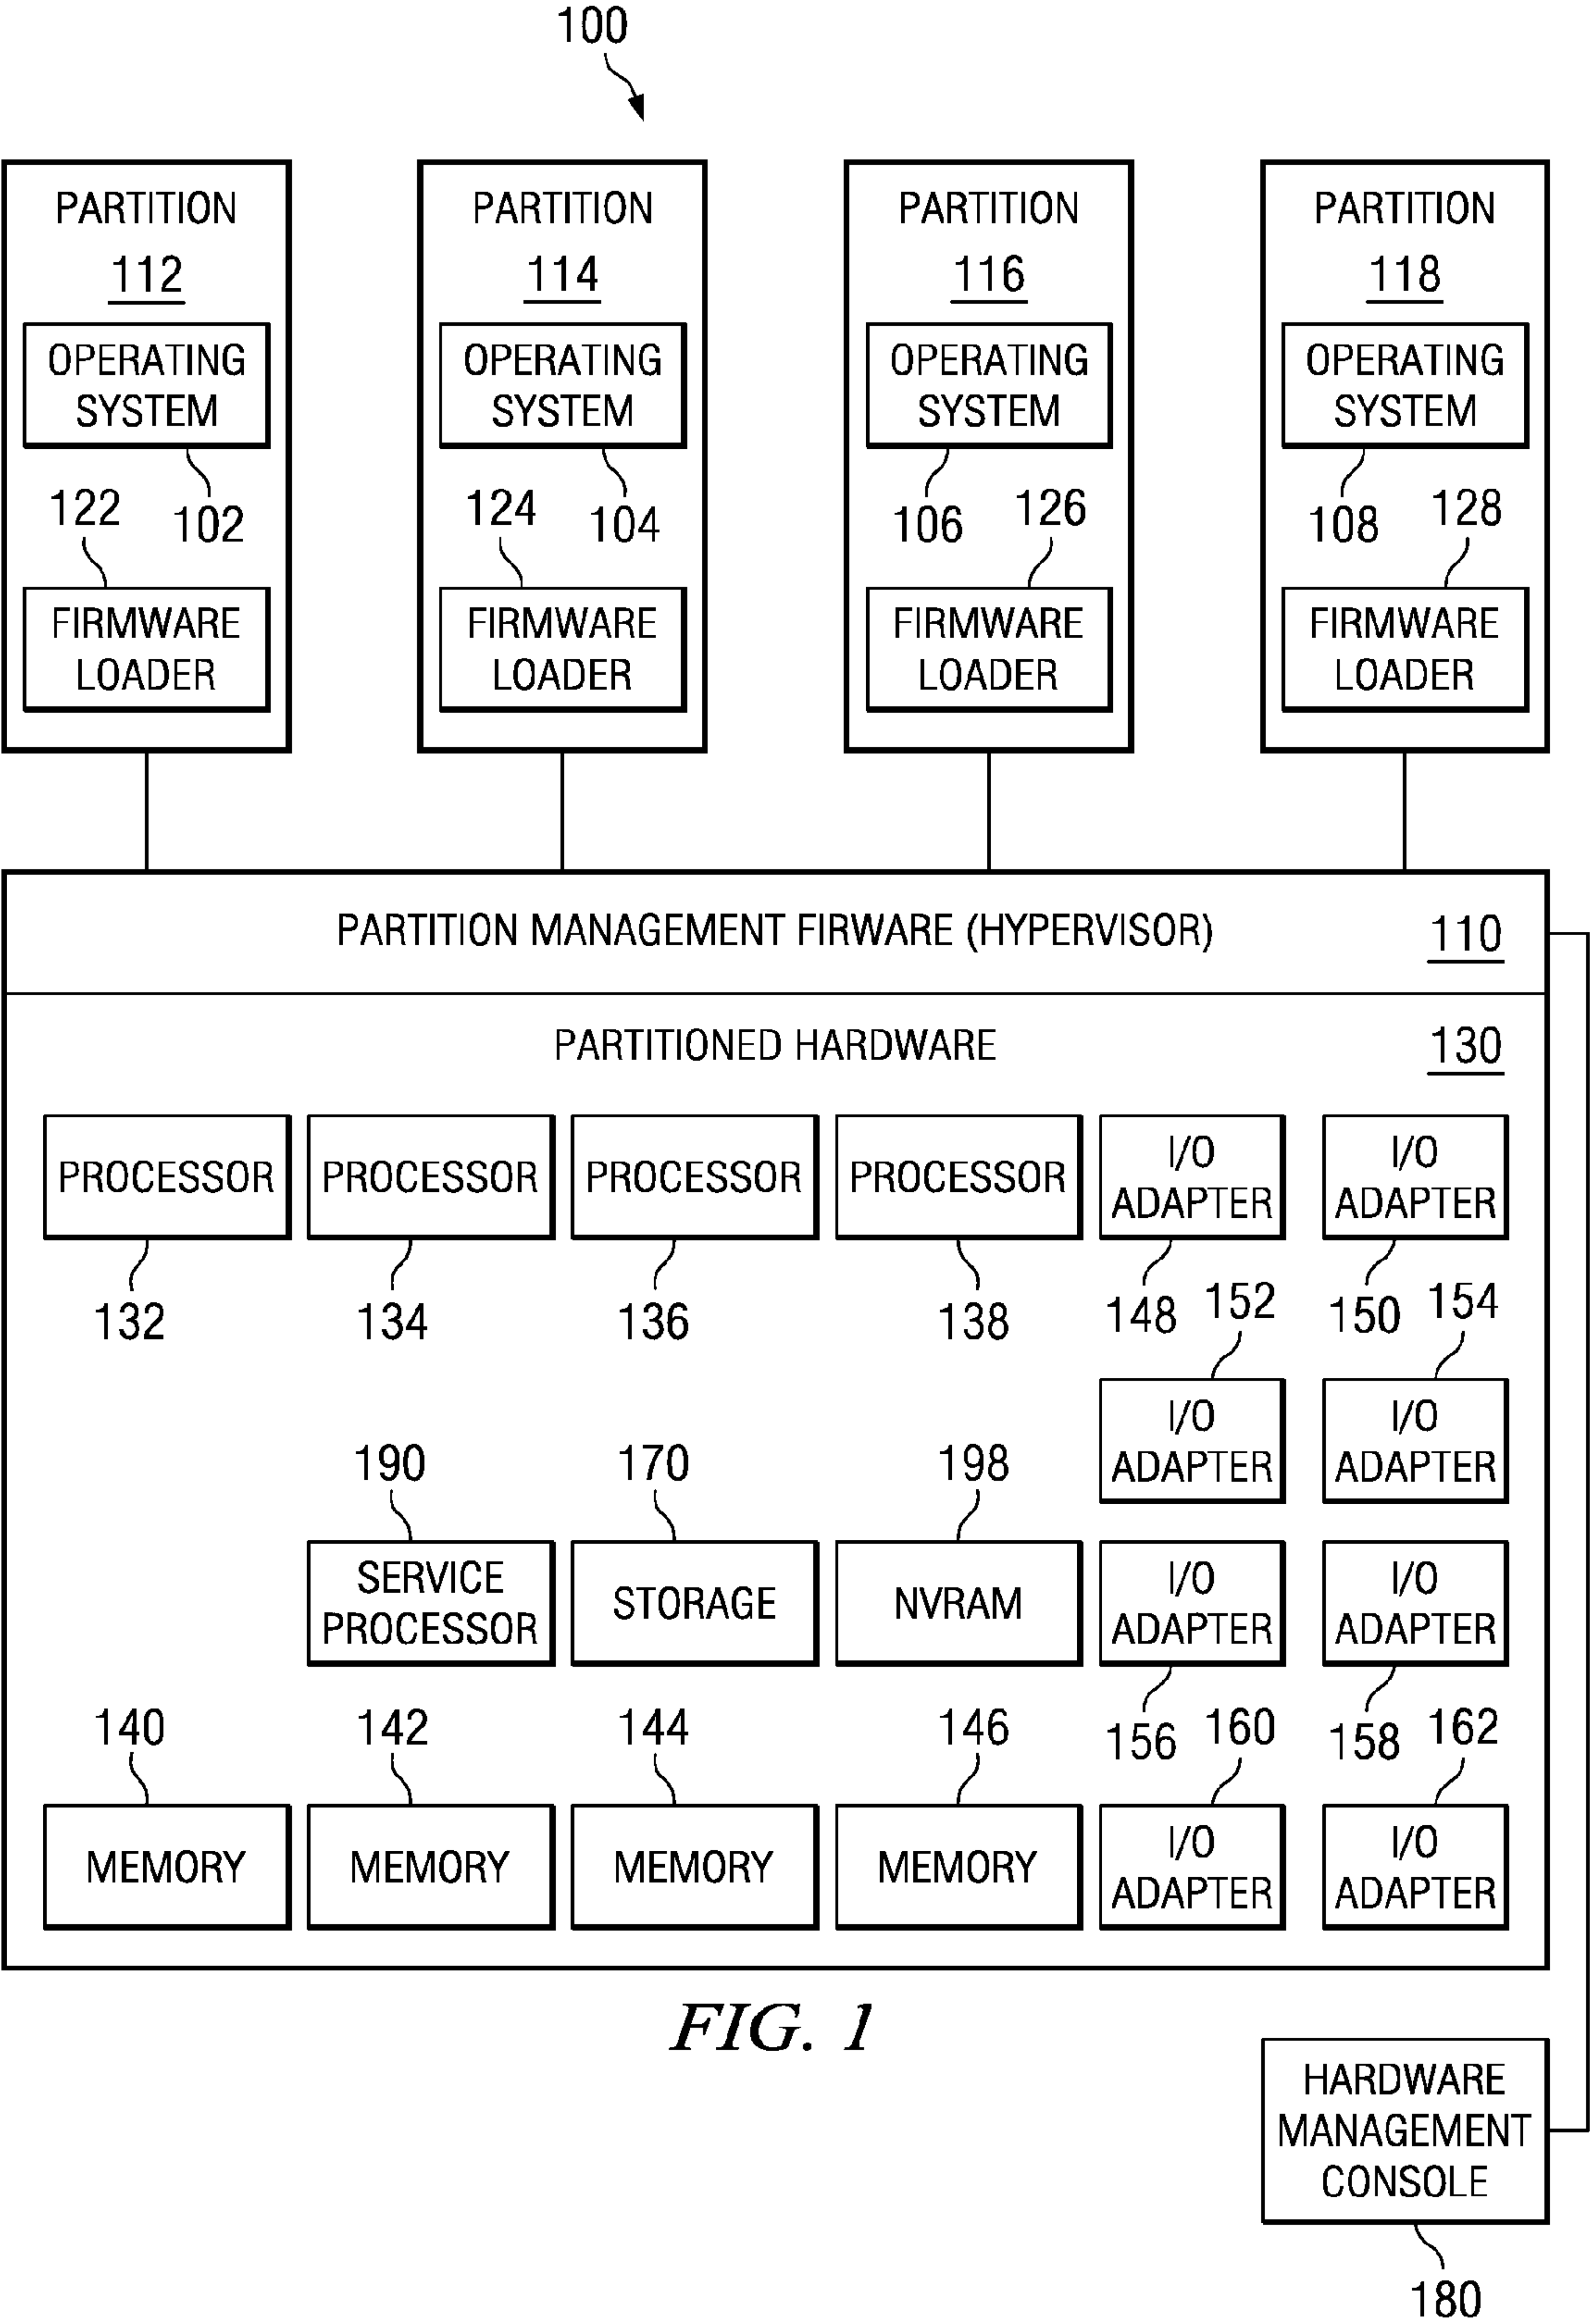 100
PARTITION PARTITION PARTITION PARTITION
112 114 116 118
OPERATING OPERATING OPERATING OPERATING
SYSTEM SYSTEM SYSTEM SYSTEM
122 102 124 104 106 126 108 128
FIRMWARE FIRMWARE FIRMWARE FIRMWARE
LOADER LOADER LOADER LOADER
PARTITION MANAGEMENT FIRWARE (HYPERVISOR) 110
PARTITIONED HARDWARE 130
PROCESSOR PROCESSOR PROCESSOR PROCESSOR I/O ADAPTER I/O ADAPTER
132 134 136 138 148 152 150 154
I/O ADAPTER I/O ADAPTER
190 170 198
SERVICE PROCESSOR STORAGE NVRAM I/O ADAPTER I/O ADAPTER
140 142 144 146 156 160 158 162
MEMORY MEMORY MEMORY MEMORY I/O ADAPTER I/O ADAPTER
FIG. 1
HARDWARE
MANAGEMENT
CONSOLE
180